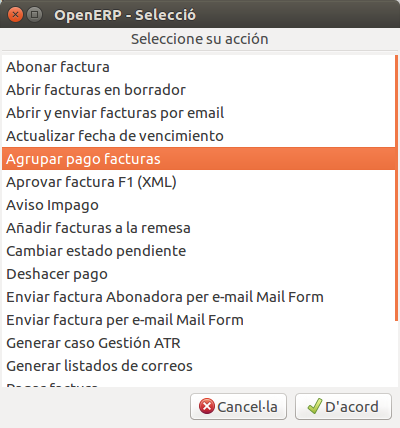 OpenERP - Selecció
Seleccione su acción
Abonar factura
Abrir facturas en borrador
Abrir y enviar facturas por email
Actualizar fecha de vencimiento
Agrupar pago facturas
Aprovar factura F1 (XML)
Aviso Impago
Añadir facturas a la remesa
Cambiar estado pendiente
Deshacer pago
Enviar factura Abonadora per e-mail Mail Form
Enviar factura per e-mail Mail Form
Generar caso Gestión ATR
Generar listados de correos
Cancel·la D'acord